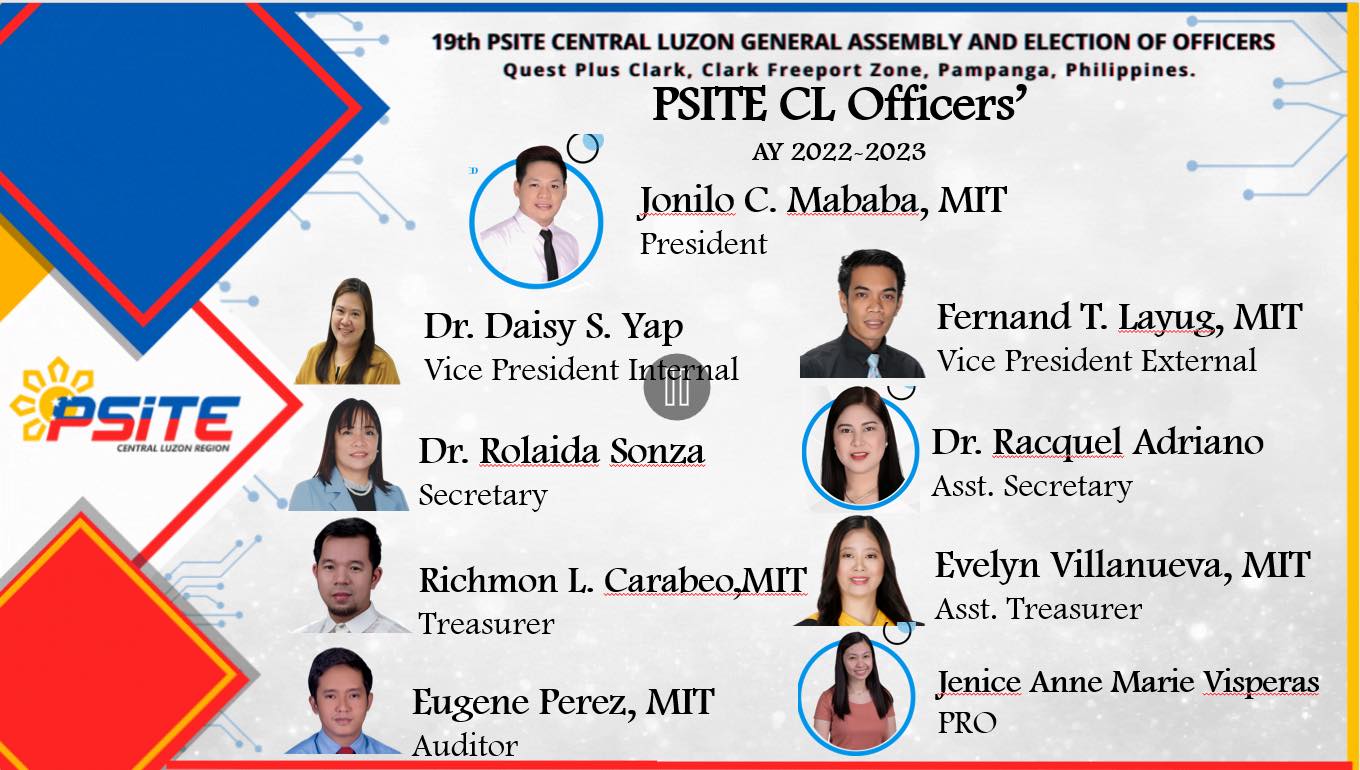 19th PSITE CENTRAL LUZON GENERAL ASSEMBLY AND ELECTION OF OFFICERS
Quest Plus Clark, Clark Freeport Zone, Pampanga, Philippines.
PSITE CL Officers’
AY 2022-2023
Jonilo C. Mababa, MIT
President
Dr. Daisy S. Yap
Vice President Internal
Fernand T. Layug, MIT
Vice President External
PSiTE
CENTRAL LUZON REGION
Dr. Rolaida Sonza
Secretary
Dr. Racquel Adriano
Asst. Secretary
Richmon L. Carabeo,MIT
Treasurer
Evelyn Villanueva, MIT
Asst. Treasurer
Eugene Perez, MIT
Auditor
Jenice Anne Marie Visperas
PRO